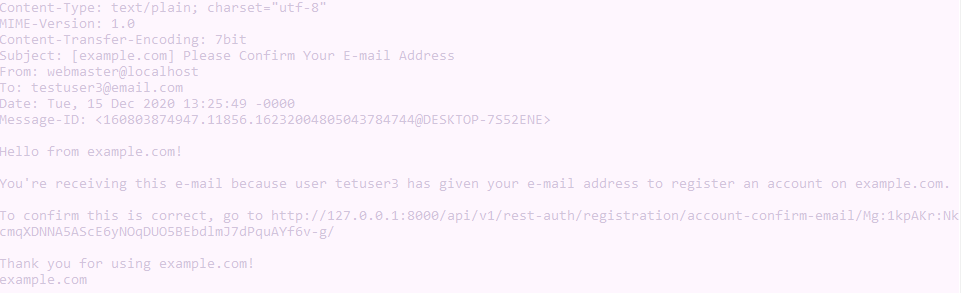 Content-Type: text/plain; charset="utf-8"
MIME-Version: 1.0
Content-Transfer-Encoding: 7bit
Subject: [example.com] Please Confirm Your E-mail Address
From: webmaster@localhost
To: testuser3@email.com
Date: Tue, 15 Dec 2020 13:25:49 -0000
Message-ID: <160803874947.11856.16232004805043784744@DESKTOP-7S52ENE>
Hello from example.com!
You're receiving this e-mail because user tetuser3 has given your e-mail address to register an account on example.com.
To confirm this is correct, go to http://127.0.0.1:8000/api/v1/rest-auth/registration/account-confirm-email/Mg:1kpAKr:Nk
cmqXDNNA5AScE6yNOqDUO5BEbdlmJ7dPquAYf6v-g/
Thank you for using example.com!
example.com